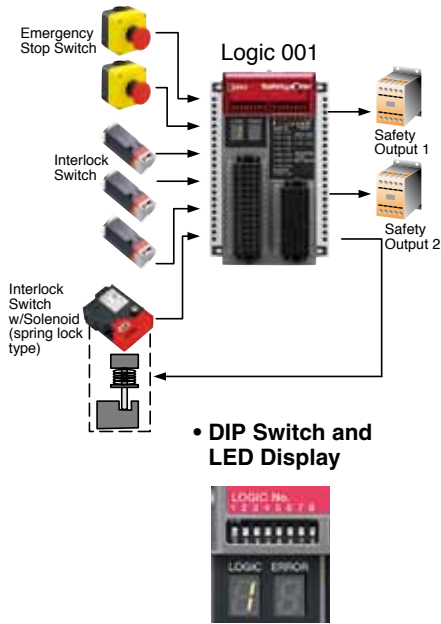 Emergency
Stop Switch
Logic 001
Safety
Output 1
Interlock
Switch
Safety
Output 2
Interlock
Switch
w/Solenoid
(spring lock
type)
• DIP Switch and
LED Display
LOGIC No.
1 2 3 4 5 6 7 8
LOGIC ERROR
1